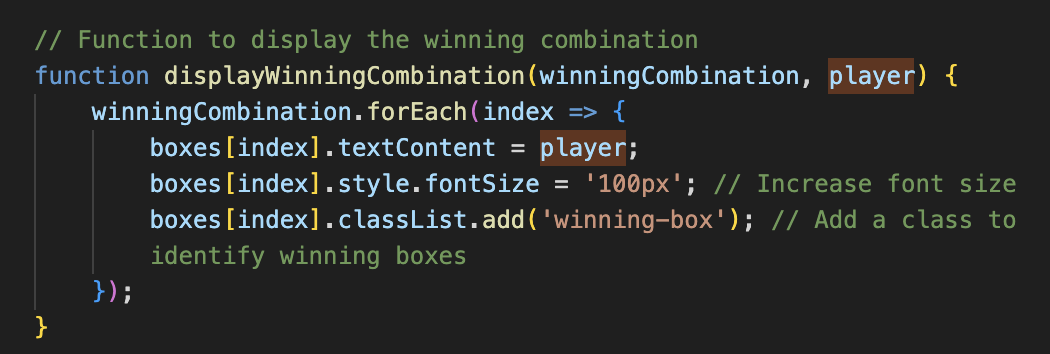 // Function to display the winning combination
function displayWinningCombination(winningCombination, player) {
    winningCombination.forEach(index => {
        boxes[index].textContent = player;
        boxes[index].style.fontSize = '100px'; // Increase font size
        boxes[index].classList.add('winning-box'); // Add a class to
        identify winning boxes
    });
}